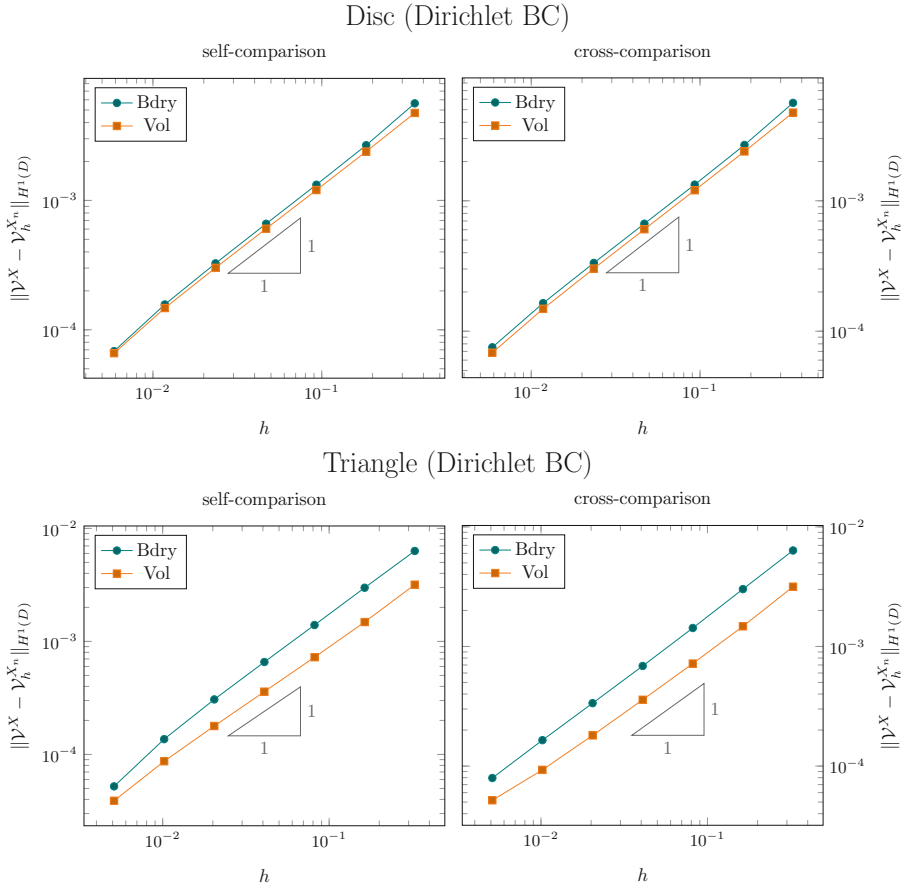 Disc (Dirichlet BC)
self-comparison
cross-comparison
Bdry
Vol
Bdry
Vol
10^{-3}
10^{-4}
10^{-3}
10^{-4}
‖𝒱^X − 𝒱_h^{X_n}‖_{H^1(D)}
‖𝒱^X − 𝒱_h^{X_n}‖_{H^1(D)}
1
1
1
1
10^{-2}
10^{-1}
10^{-2}
10^{-1}
h
h
Triangle (Dirichlet BC)
self-comparison
cross-comparison
Bdry
Vol
Bdry
Vol
10^{-2}
10^{-3}
10^{-4}
10^{-2}
10^{-3}
10^{-4}
‖𝒱^X − 𝒱_h^{X_n}‖_{H^1(D)}
‖𝒱^X − 𝒱_h^{X_n}‖_{H^1(D)}
1
1
1
1
10^{-2}
10^{-1}
10^{-2}
10^{-1}
h
h